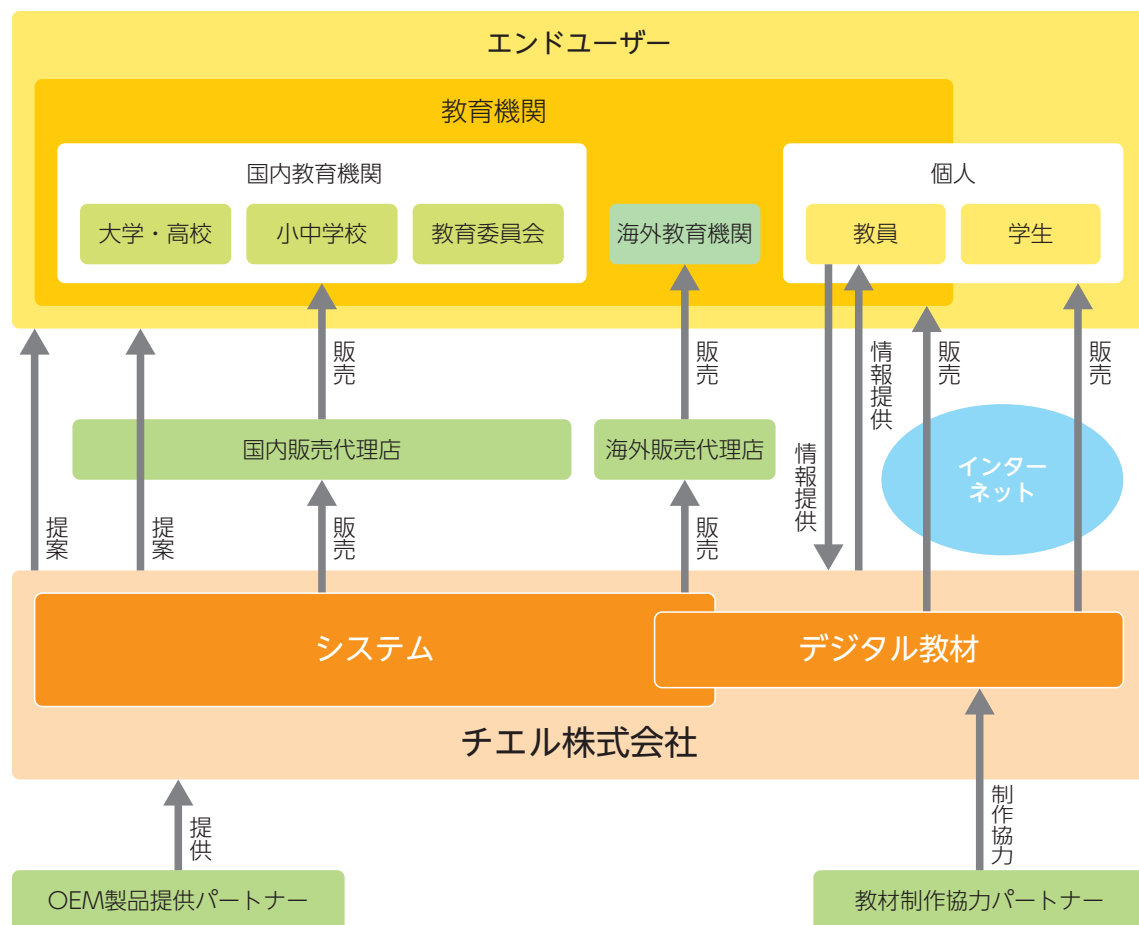 エンドユーザー
教育機関
国内教育機関
個人
大学・高校
小中学校
教育委員会
海外教育機関
教員
学生
販売
販売
情報提供
販売
販売
国内販売代理店
海外販売代理店
情報提供
インター
ネット
提案
提案
販売
販売
システム
デジタル教材
チエル株式会社
提供
制作協力
OEM製品提供パートナー
教材制作協力パートナー